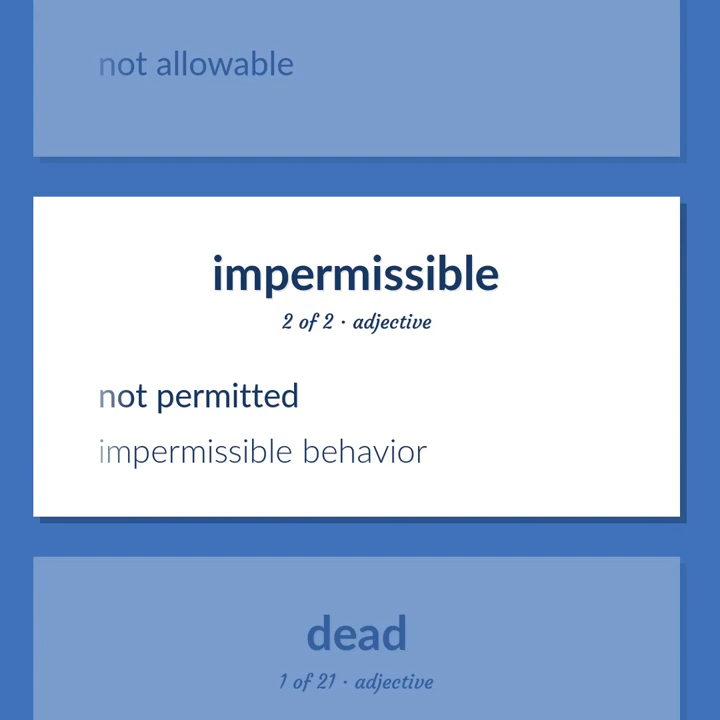 not allowable
impermissible
2 of 2 · adjective
not permitted
impermissible behavior
dead
1 of 21 · adjective